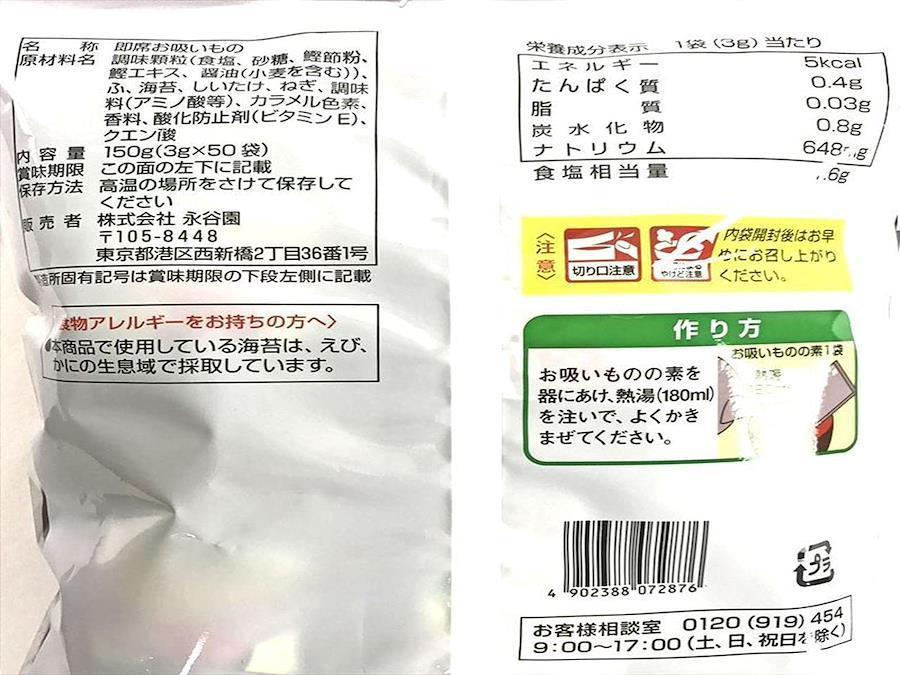 名称 即席お吸いもの
原材料名 調味顆粒(食塩、砂糖、鰹節粉、
鰹エキス、醤油(小麦を含む))、
ふ、海苔、しいたけ、ねぎ、調味
料(アミノ酸等)、カラメル色素、
香料、酸化防止剤(ビタミンE)、
クエン酸
内容量 150g(3g×50袋)
賞味期限 この面の左下に記載
保存方法 高温の場所をさけて保存して
ください
販売者 株式会社 永谷園
〒105-8448
東京都港区西新橋2丁目36番1号
造所固有記号は賞味期限の下段左側に記載
食物アレルギーをお持ちの方へ〉
●本商品で使用している海苔は、えび、
かにの生息域で採取しています。
栄養成分表示 1袋(3g)当たり
エネルギー 5kcal
たんぱく質 0.4g
脂質 0.03g
炭水化物 0.8g
ナトリウム 648mg
食塩相当量 .6g
〈注意〉
切り口注意
やけど注意
内袋開封後はお早
めにお召し上がり
ください。
作り方
お吸いものの素1袋
熱湯
お吸いものの素を
器にあけ、熱湯(180ml)
を注いで、よくかき
まぜてください。
4 902388 072876
プラ
お客様相談室 0120(919)454
9:00～17:00(土、日、祝日を除く)